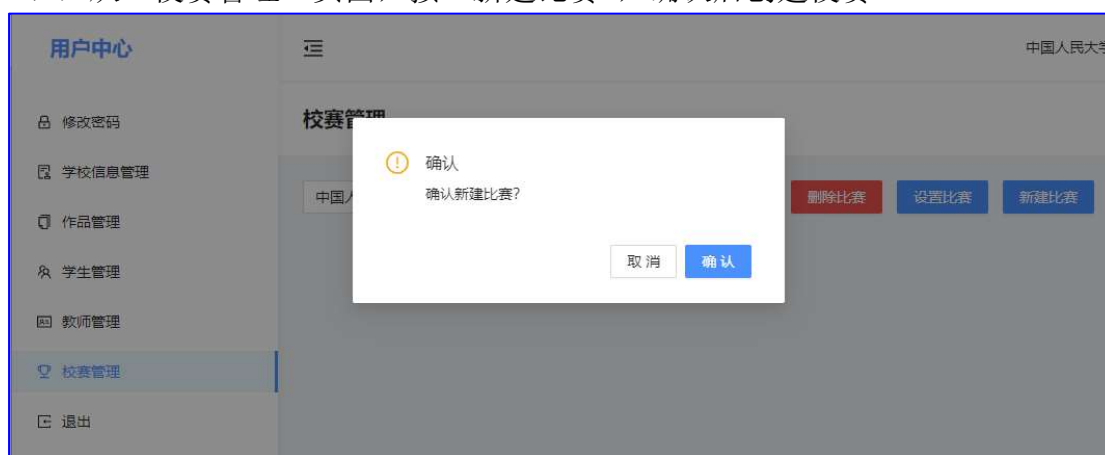 用户中心
中国人民大
校赛管
修改密码
确认
学校信息管理
确认新建比赛?
中国
删除比赛
设置比赛
新建比赛
作品管理
取 消
确 认
学生管理
教师管理
校赛管理
退出